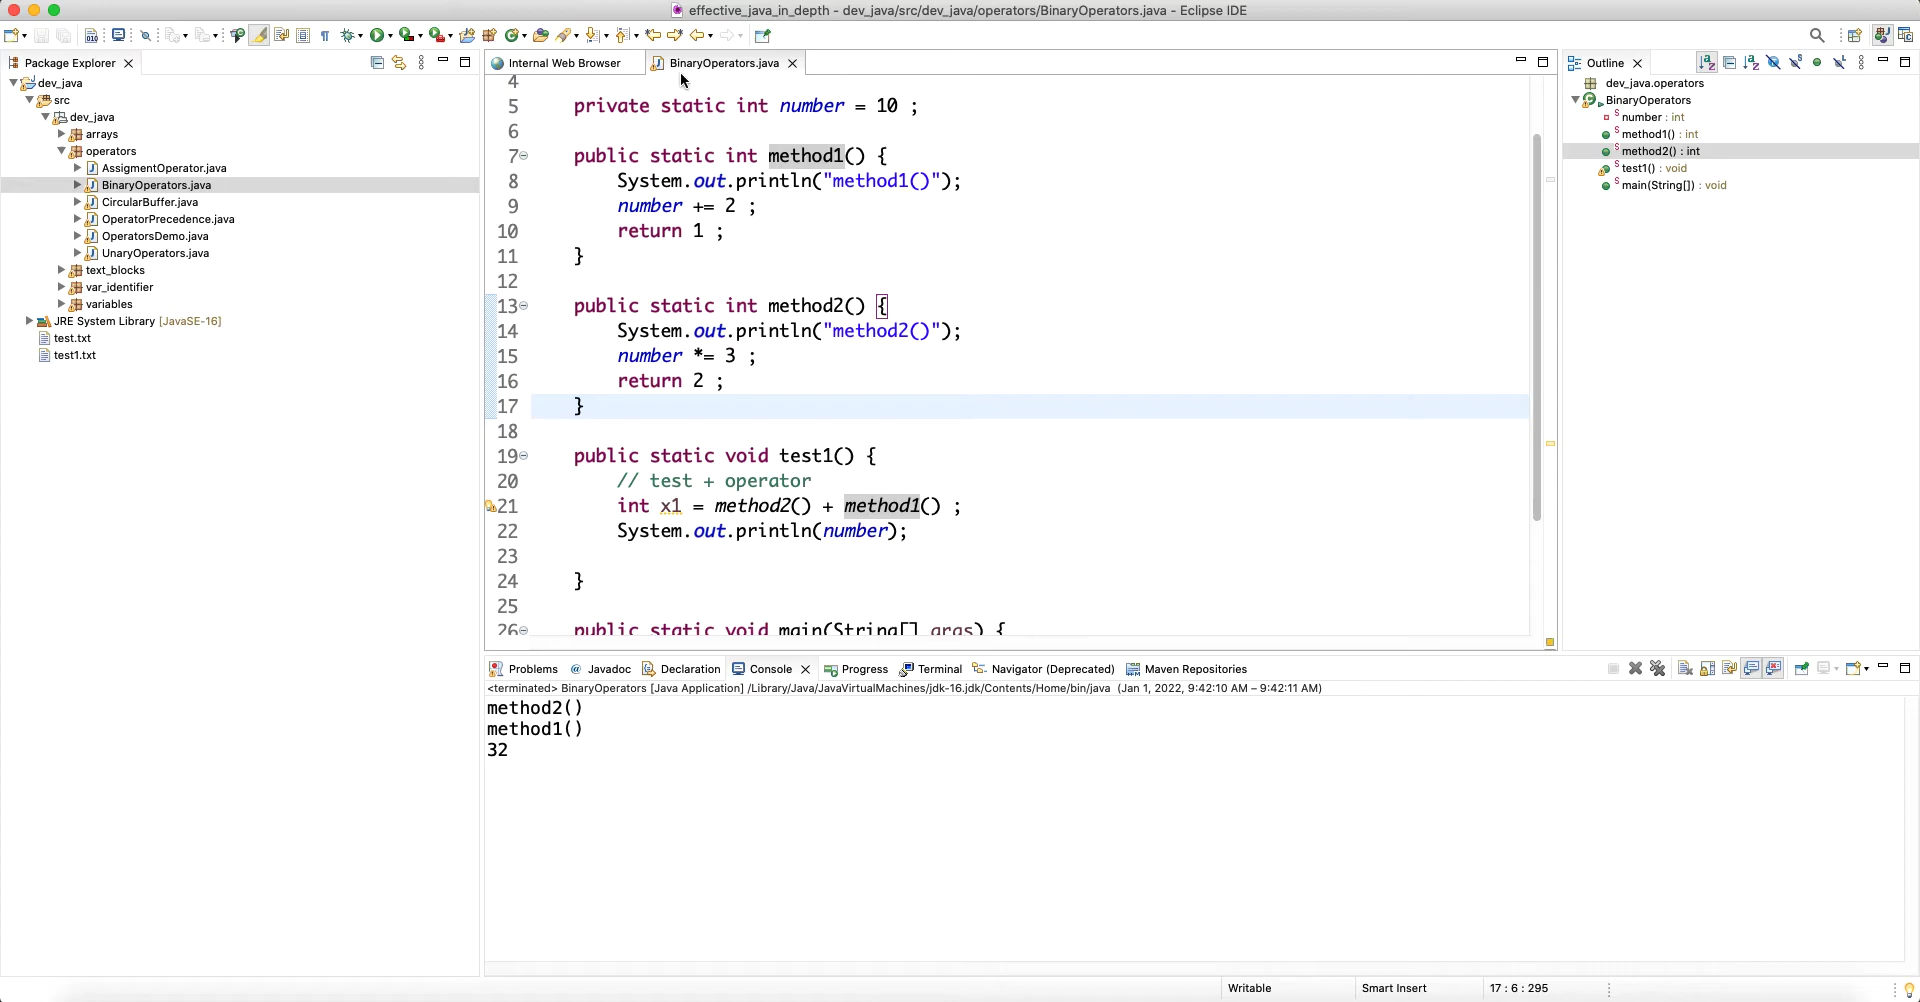 effective_java_in_depth - dev_java/src/dev_java/operators/BinaryOperators.java - Eclipse IDE
Package Explorer
dev_java
src
dev_java
arrays
operators
AssigmentOperator.java
BinaryOperators.java
CircularBuffer.java
OperatorPrecedence.java
OperatorsDemo.java
UnaryOperators.java
text_blocks
var_identifier
variables
JRE System Library [JavaSE-16]
test.txt
test1.txt
Internal Web Browser
BinaryOperators.java
4
5 private static int number = 10 ;
6
7 public static int method1() {
8 System.out.println("method1()");
9 number += 2 ;
10 return 1 ;
11 }
12
13 public static int method2() {
14 System.out.println("method2()");
15 number *= 3 ;
16 return 2 ;
17 }
18
19 public static void test1() {
20 // test + operator
21 int x1 = method2() + method1() ;
22 System.out.println(number);
23
24 }
25
26 public static void main(String[] args) {
Outline
dev_java.operators
BinaryOperators
number : int
method1() : int
method2() : int
test1() : void
main(String[]) : void
Problems @ Javadoc Declaration Console Progress Terminal Navigator (Deprecated) Maven Repositories
<terminated> BinaryOperators [Java Application] /Library/Java/JavaVirtualMachines/jdk-16.jdk/Contents/Home/bin/java (Jan 1, 2022, 9:42:10 AM – 9:42:11 AM)
method2()
method1()
32
Writable Smart Insert 17 : 6 : 295